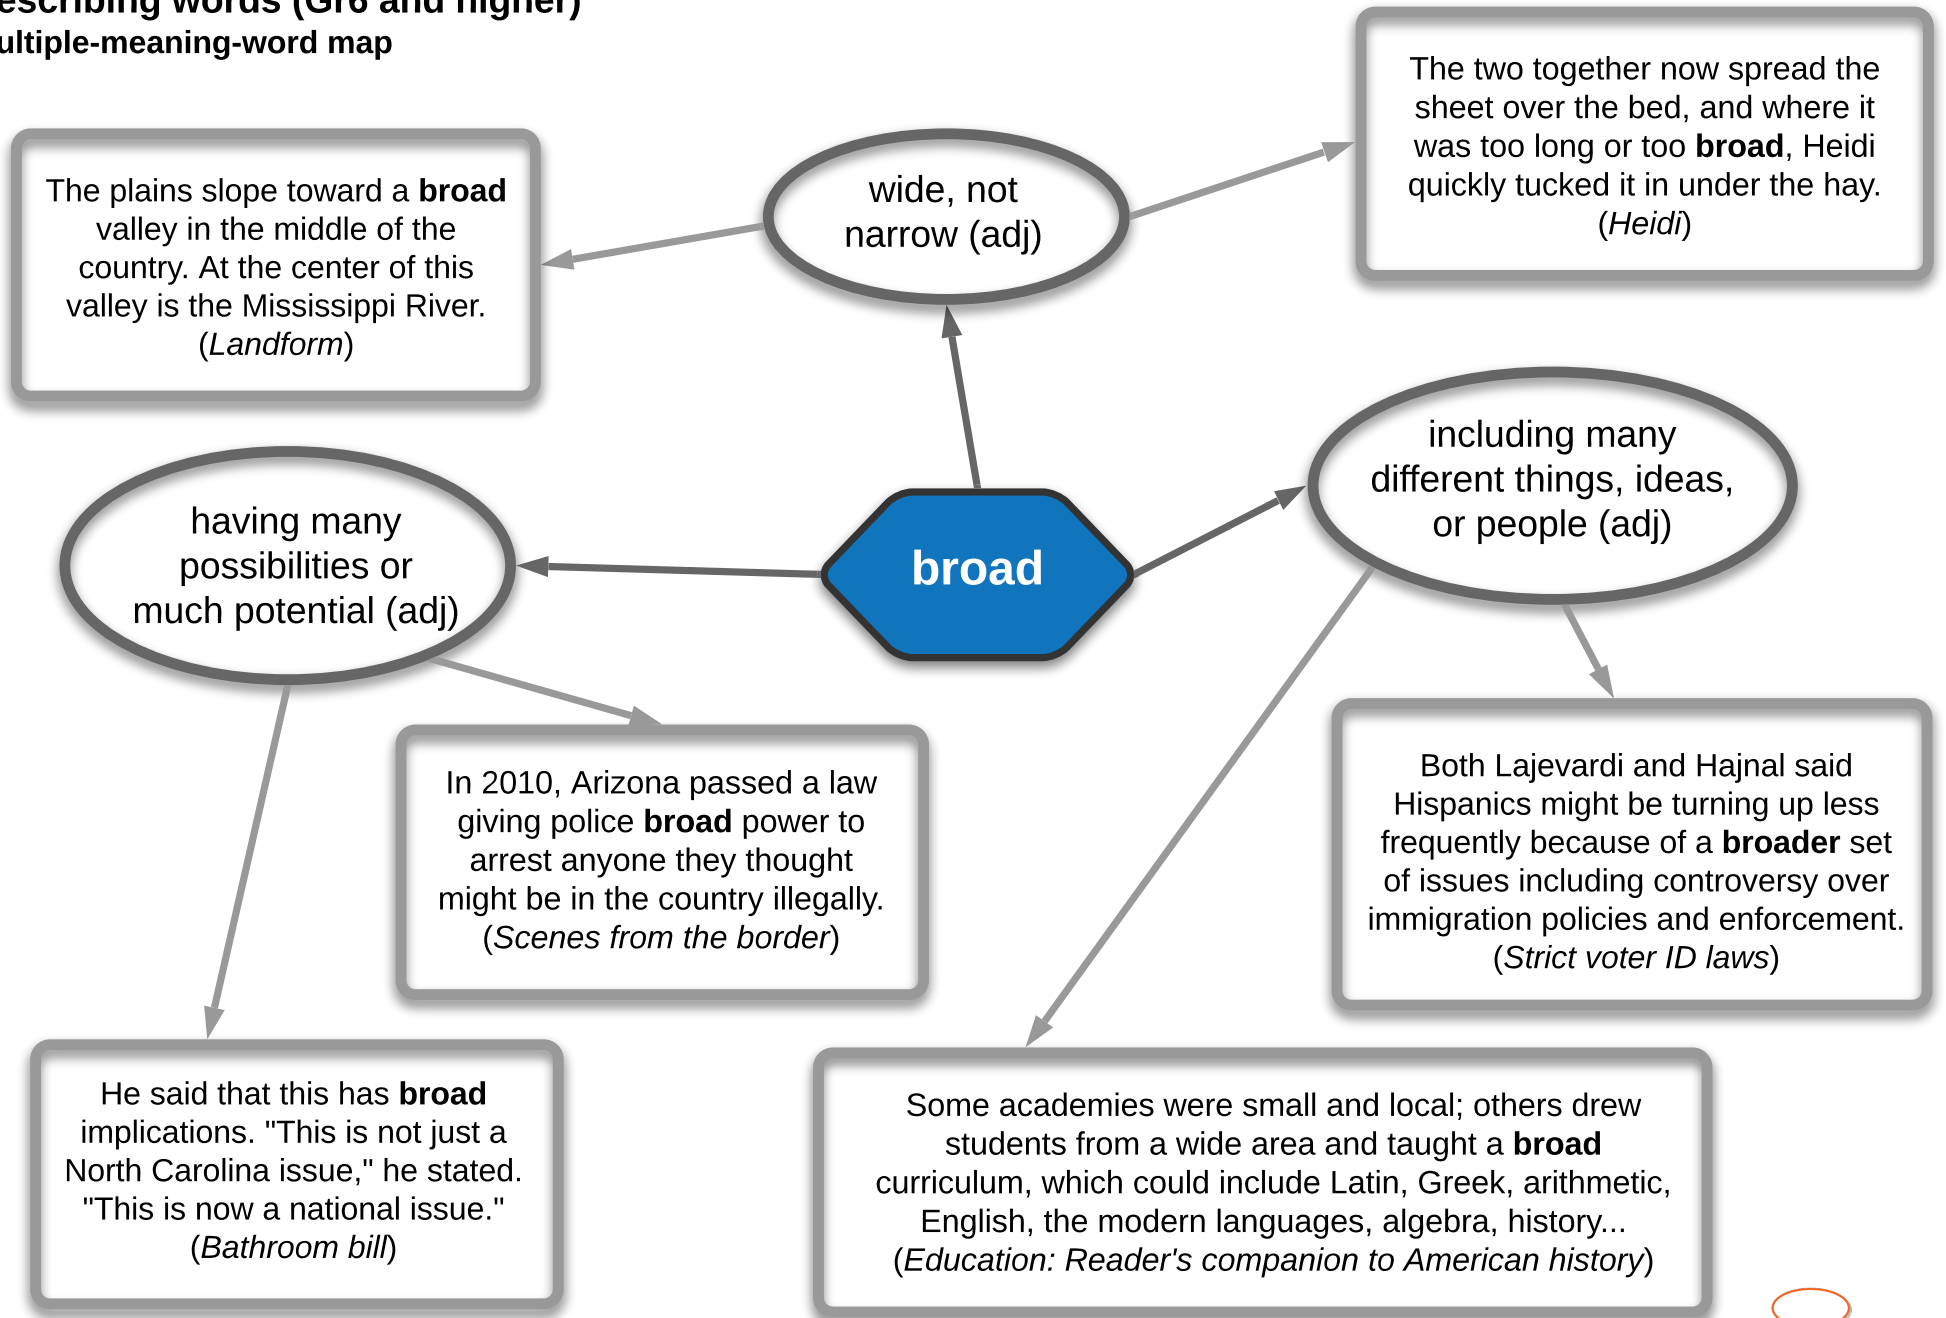 escribing words (Gr6 and higher)
ultiple-meaning-word map
The two together now spread the
sheet over the bed, and where it
was too long or too broad, Heidi
quickly tucked it in under the hay.
(Heidi)
wide, not
narrow (adj)
The plains slope toward a broad
valley in the middle of the
country. At the center of this
valley is the Mississippi River.
(Landform)
including many
different things, ideas,
or people (adj)
having many
possibilities or
much potential (adj)
broad
In 2010, Arizona passed a law
giving police broad power to
arrest anyone they thought
might be in the country illegally.
(Scenes from the border)
Both Lajevardi and Hajnal said
Hispanics might be turning up less
frequently because of a broader set
of issues including controversy over
immigration policies and enforcement.
(Strict voter ID laws)
He said that this has broad
implications. "This is not just a
North Carolina issue," he stated.
"This is now a national issue."
(Bathroom bill)
Some academies were small and local; others drew
students from a wide area and taught a broad
curriculum, which could include Latin, Greek, arithmetic,
English, the modern languages, algebra, history...
(Education: Reader's companion to American history)